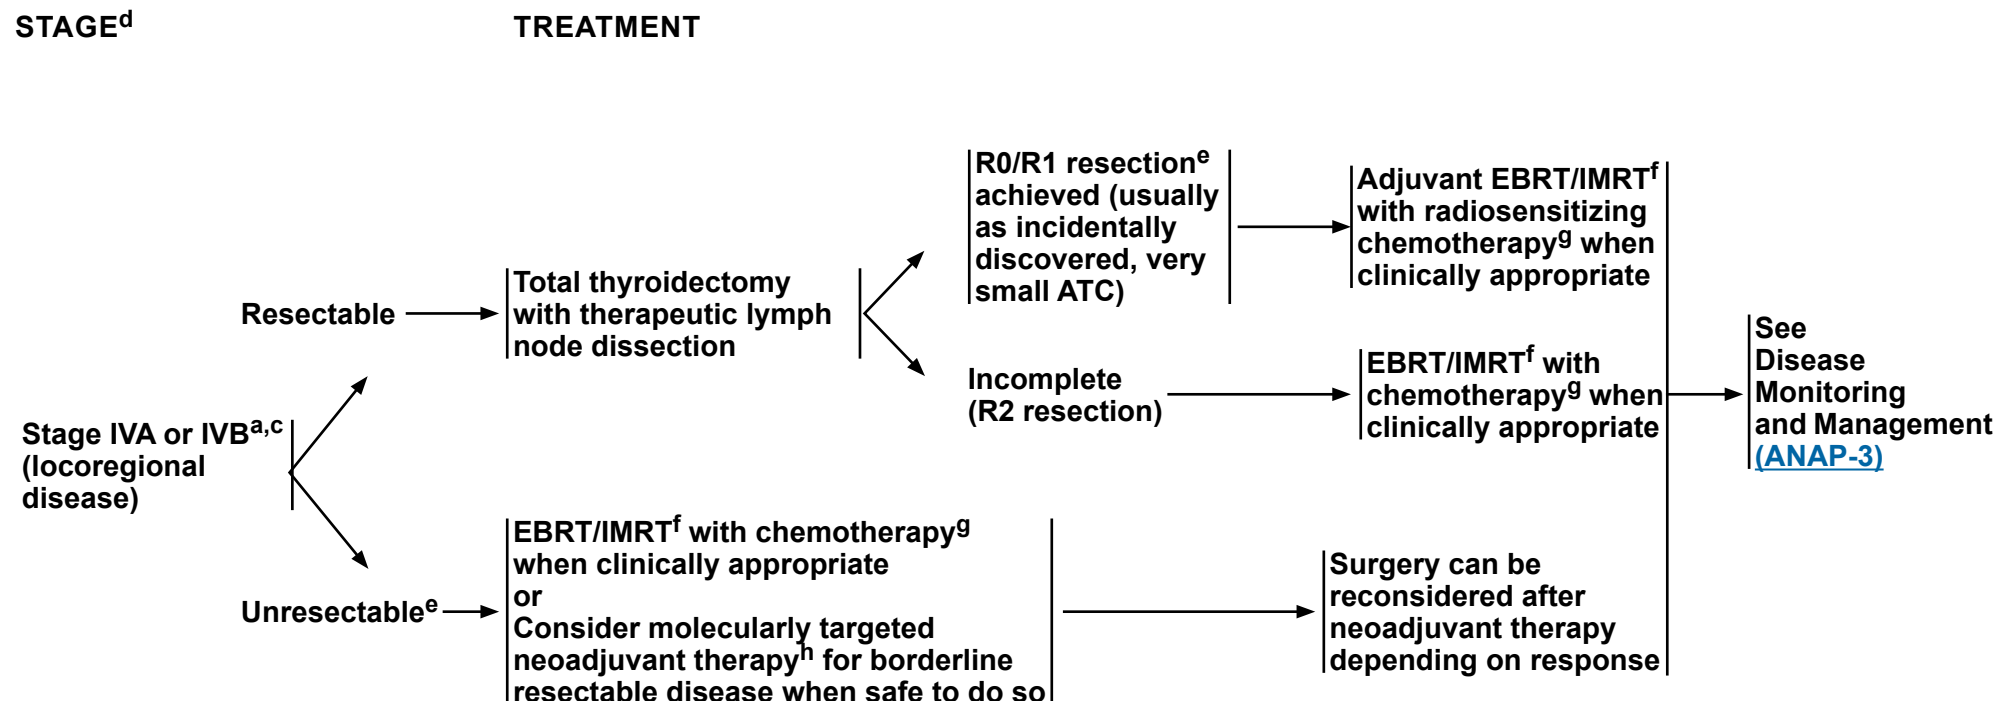 STAGEd
TREATMENT
Stage IVA or IVBa,c
(locoregional
disease)
Resectable
Total thyroidectomy
with therapeutic lymph
node dissection
R0/R1 resectione
achieved (usually
as incidentally
discovered, very
small ATC)
Adjuvant EBRT/IMRTf
with radiosensitizing
chemotherapyg when
clinically appropriate
Incomplete
(R2 resection)
EBRT/IMRTf with
chemotherapyg when
clinically appropriate
Unresectablee
EBRT/IMRTf with chemotherapyg
when clinically appropriate
or
Consider molecularly targeted
neoadjuvant therapyh for borderline
resectable disease when safe to do so
Surgery can be
reconsidered after
neoadjuvant therapy
depending on response
See
Disease
Monitoring
and Management
(ANAP-3)